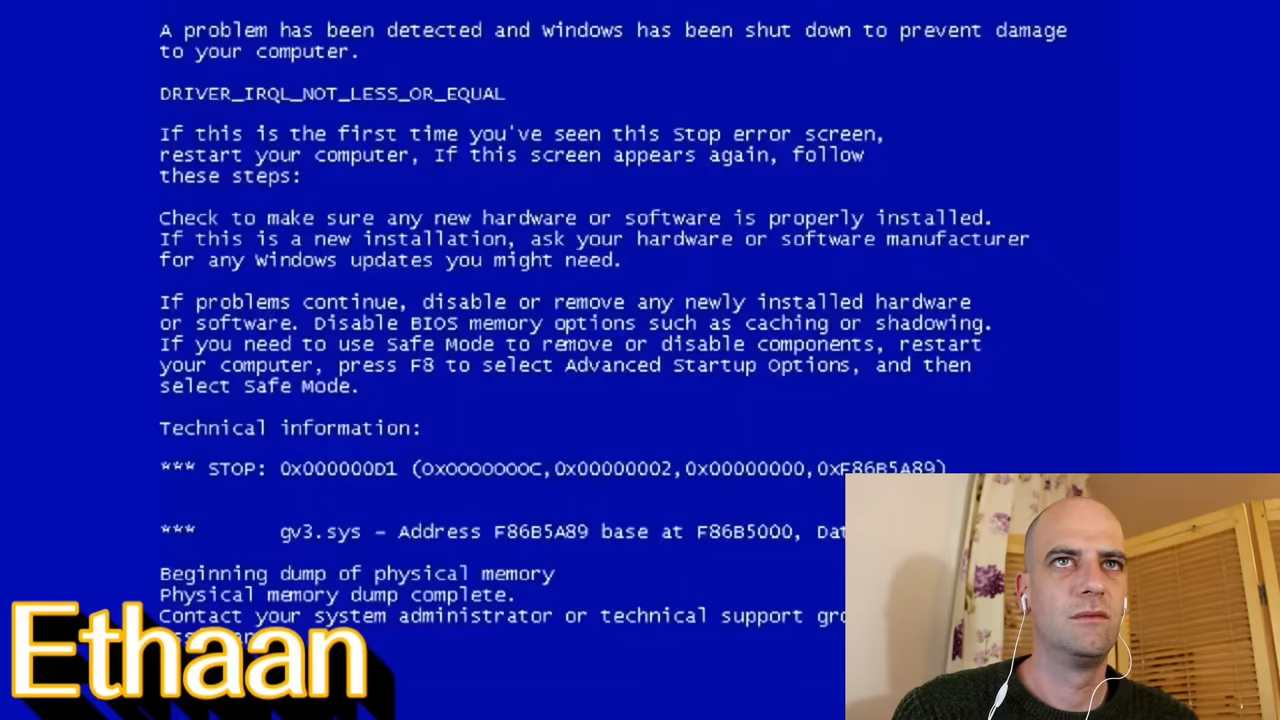 A problem has been detected and Windows has been shut down to prevent damage
to your computer.
DRIVER_IRQL_NOT_LESS_OR_EQUAL
If this is the first time you've seen this Stop error screen,
restart your computer, If this screen appears again, follow
these steps:
Check to make sure any new hardware or software is properly installed.
If this is a new installation, ask your hardware or software manufacturer
for any Windows updates you might need.
If problems continue, disable or remove any newly installed hardware
or software. Disable BIOS memory options such as caching or shadowing.
If you need to use Safe Mode to remove or disable components, restart
your computer, press F8 to select Advanced Startup Options, and then
select Safe Mode.
Technical information:
*** STOP: 0x000000D1 (0x0000000C,0x00000002,0x00000000,0xF86B5A89)
*** gv3.sys - Address F86B5A89 base at F86B5000,
Beginning dump of physical memory
Physical memory dump complete.
Contact your system administrator or technical support
Ethaan